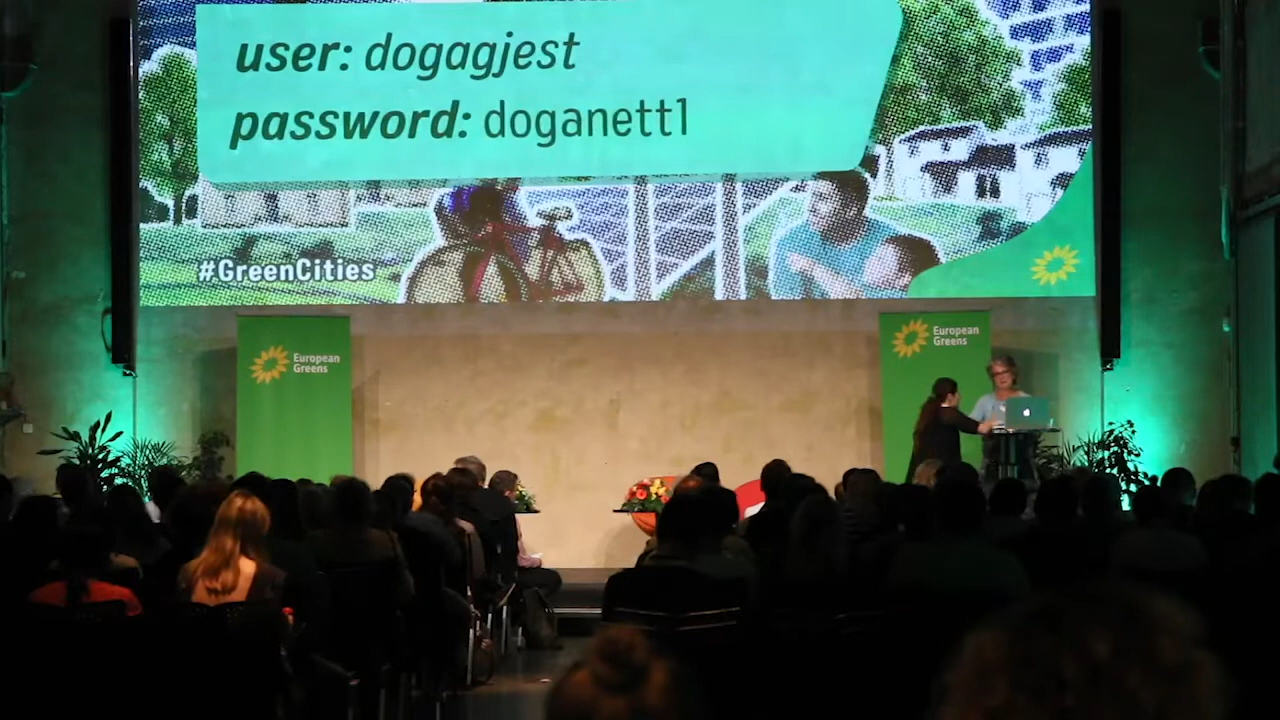 user: dogagjest
password: doganett1
#GreenCities
European
Greens
European
Greens